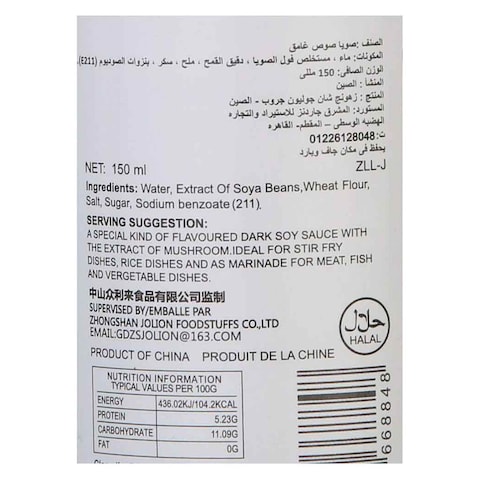 الصنف :صويا صوص غامق
المكونات: ماء ، مستخلص فول الصويا ، دقيق القمح ، ملح ، سكر ، بنزوات الصوديوم (E211).
الوزن الصافى: 150 مللى
المنشأ : الصين
المنتج : زهونج شان جوليون جروب - الصين
المستورد: المشرق جاردنز للاستيراد والتجاره
الهضبه الوسطى – المقطم- القاهره
ت:01226128048
يحفظ فى مكان جاف وبارد
NET: 150 ml ZLL-J
Ingredients: Water, Extract Of Soya Beans,Wheat Flour,
Salt, Sugar, Sodium benzoate (211).
SERVING SUGGESTION:
A SPECIAL KIND OF FLAVOURED DARK SOY SAUCE WITH
THE EXTRACT OF MUSHROOM.IDEAL FOR STIR FRY
DISHES, RICE DISHES AND AS MARINADE FOR MEAT, FISH
AND VERGETABLE DISHES.
中山众利来食品有限公司监制
SUPERVISED BY/EMBALLE PAR
ZHONGSHAN JOLION FOODSTUFFS CO.,LTD
EMAIL:GDZSJOLION@163.COM
حلال
HALAL
PRODUCT OF CHINA PRODUIT DE LA CHINE
NUTRITION INFORMATION
TYPICAL VALUES PER 100G
ENERGY 436.02KJ/104.2KCAL
PROTEIN 5.23G
CARBOHYDRATE 11.09G
FAT 0G
668848